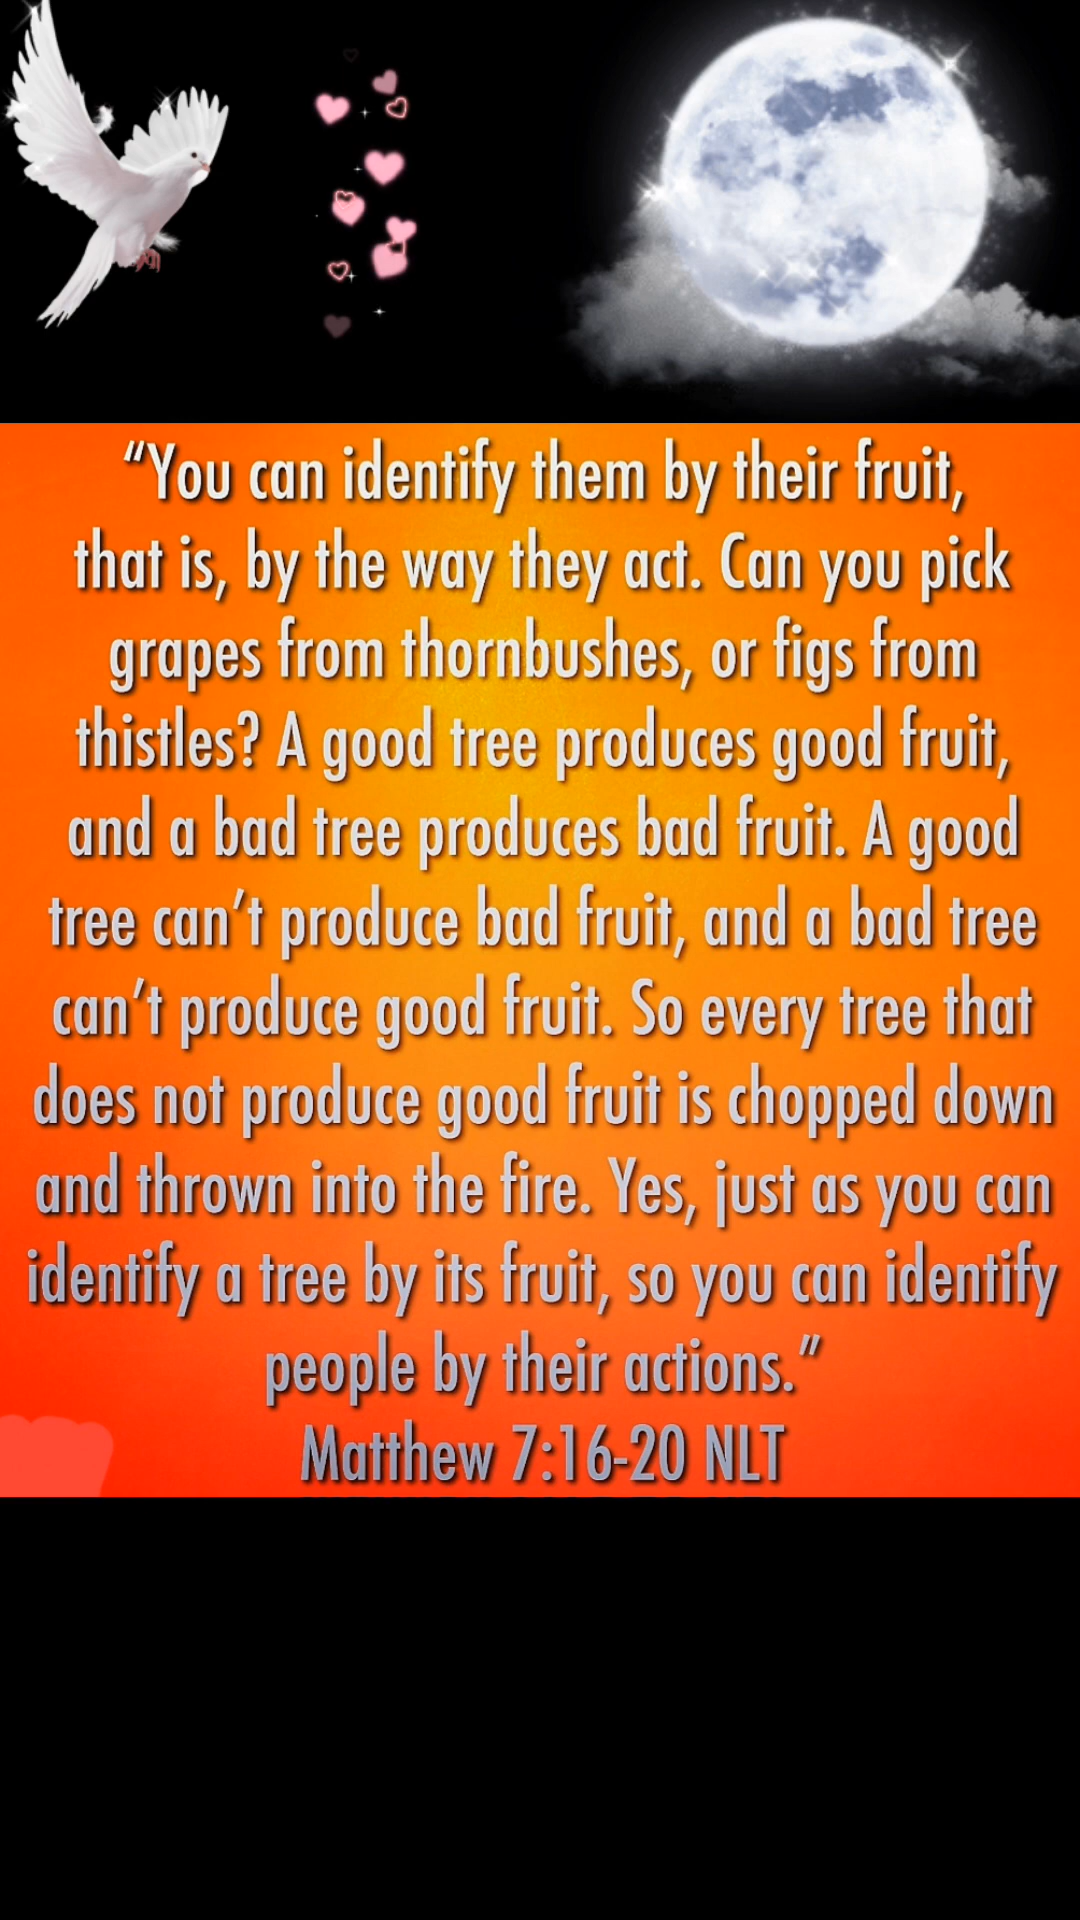 “You can identify them by their fruit,
that is, by the way they act. Can you pick
grapes from thornbushes, or figs from
thistles? A good tree produces good fruit,
and a bad tree produces bad fruit. A good
tree can’t produce bad fruit, and a bad tree
can’t produce good fruit. So every tree that
does not produce good fruit is chopped down
and thrown into the fire. Yes, just as you can
identify a tree by its fruit, so you can identify
people by their actions.”
Matthew 7:16-20 NLT